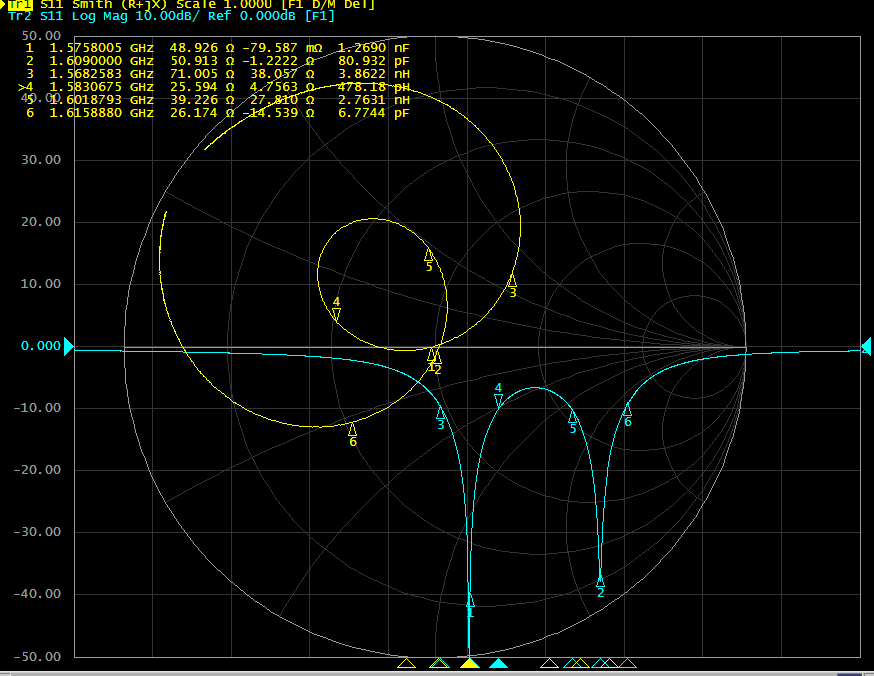 Tr1 S11 Smith (R+jX) Scale 1.000U [F1 D/M Del]
Tr2 S11 Log Mag 10.00dB/ Ref 0.000dB [F1]
50.00
1 1.5758005 GHz 48.926 Ω -79.587 mΩ 1.2690 nF
2 1.6090000 GHz 50.913 Ω -1.2222 Ω 80.932 pF
3 1.5682583 GHz 71.005 Ω 38.057 Ω 3.8622 nH
>4 1.5830675 GHz 25.594 Ω 4.7563 Ω 478.18 pH
40.00
5 1.6018793 GHz 39.226 Ω 27.810 Ω 2.7631 nH
6 1.6158880 GHz 26.174 Ω -14.539 Ω 6.7744 pF
30.00
20.00
5
10.00
3
4
0.000
1
2
4
-10.00
3
5
6
6
-20.00
-30.00
-40.00
2
1
-50.00